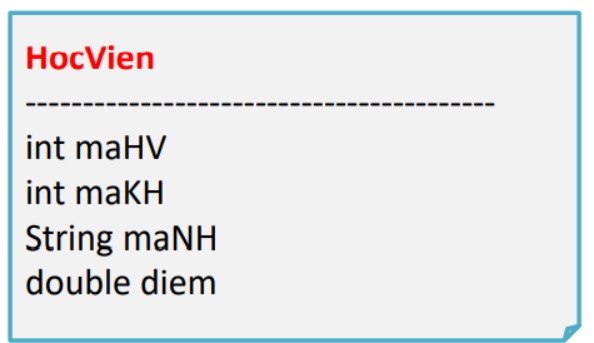 HocVien
-----------------------------------------
int maHV
int maKH
String maNH
double diem